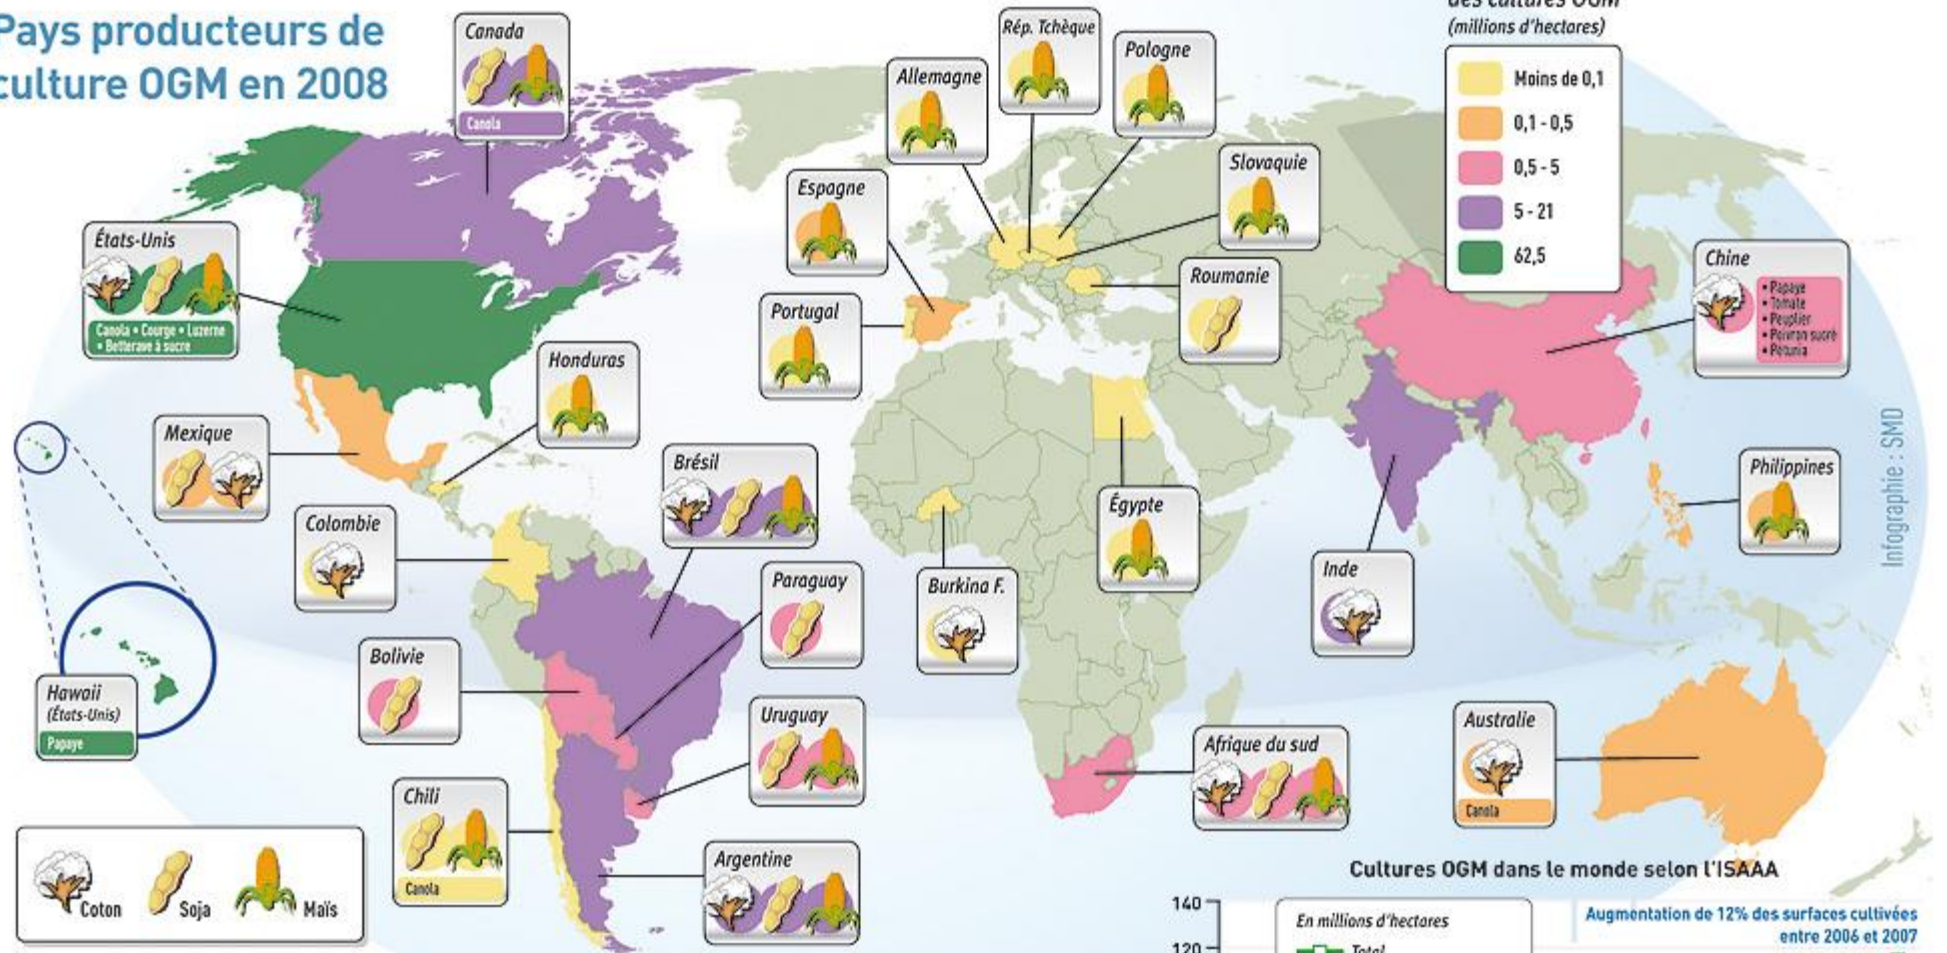 Pays producteurs de
culture OGM en 2008
des cultures OGM
(millions d'hectares)
Moins de 0,1
0,1 - 0,5
0,5 - 5
5 - 21
62,5
Canada
Canola
Rép. Tchèque
Pologne
Allemagne
Slovaquie
Espagne
Roumanie
Portugal
États-Unis
Canola • Courge • Luzerne
• Betterave à sucre
Chine
• Papaye
• Tomate
• Peuplier
• Poivron sucré
• Pétunia
Honduras
Mexique
Brésil
Colombie
Philippines
Égypte
Inde
Burkina F.
Paraguay
Bolivie
Hawaii
(États-Unis)
Papaye
Uruguay
Afrique du sud
Australie
Canola
Chili
Canola
Argentine
Coton
Soja
Maïs
Infographie : SMD
Cultures OGM dans le monde selon l'ISAAA
140
120
En millions d'hectares
Total
Augmentation de 12% des surfaces cultivées
entre 2006 et 2007